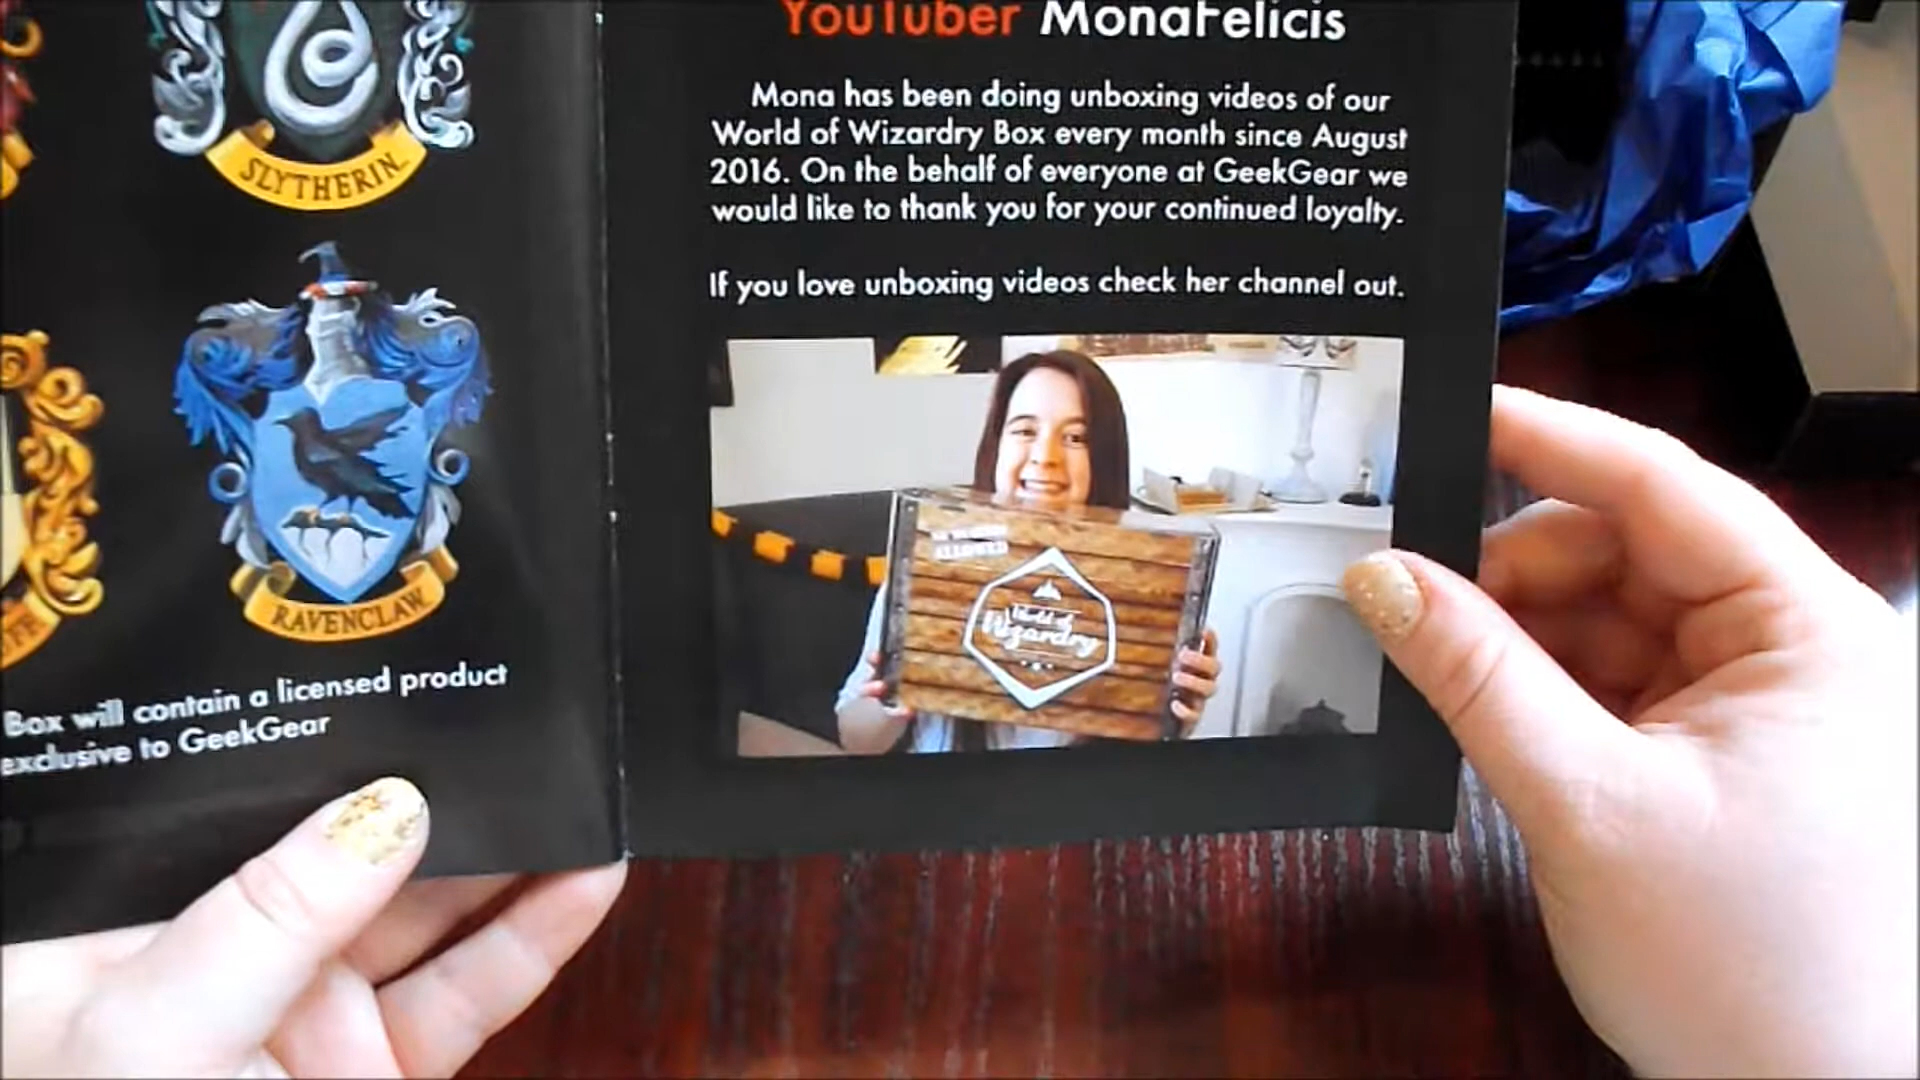 SLYTHERIN
RAVENCLAW
Box will contain a licensed product
exclusive to GeekGear
YouTuber MonaFelicis
Mona has been doing unboxing videos of our
World of Wizardry Box every month since August
2016. On the behalf of everyone at GeekGear we
would like to thank you for your continued loyalty.
If you love unboxing videos check her channel out.
ALLOWED
World of
Wizardry